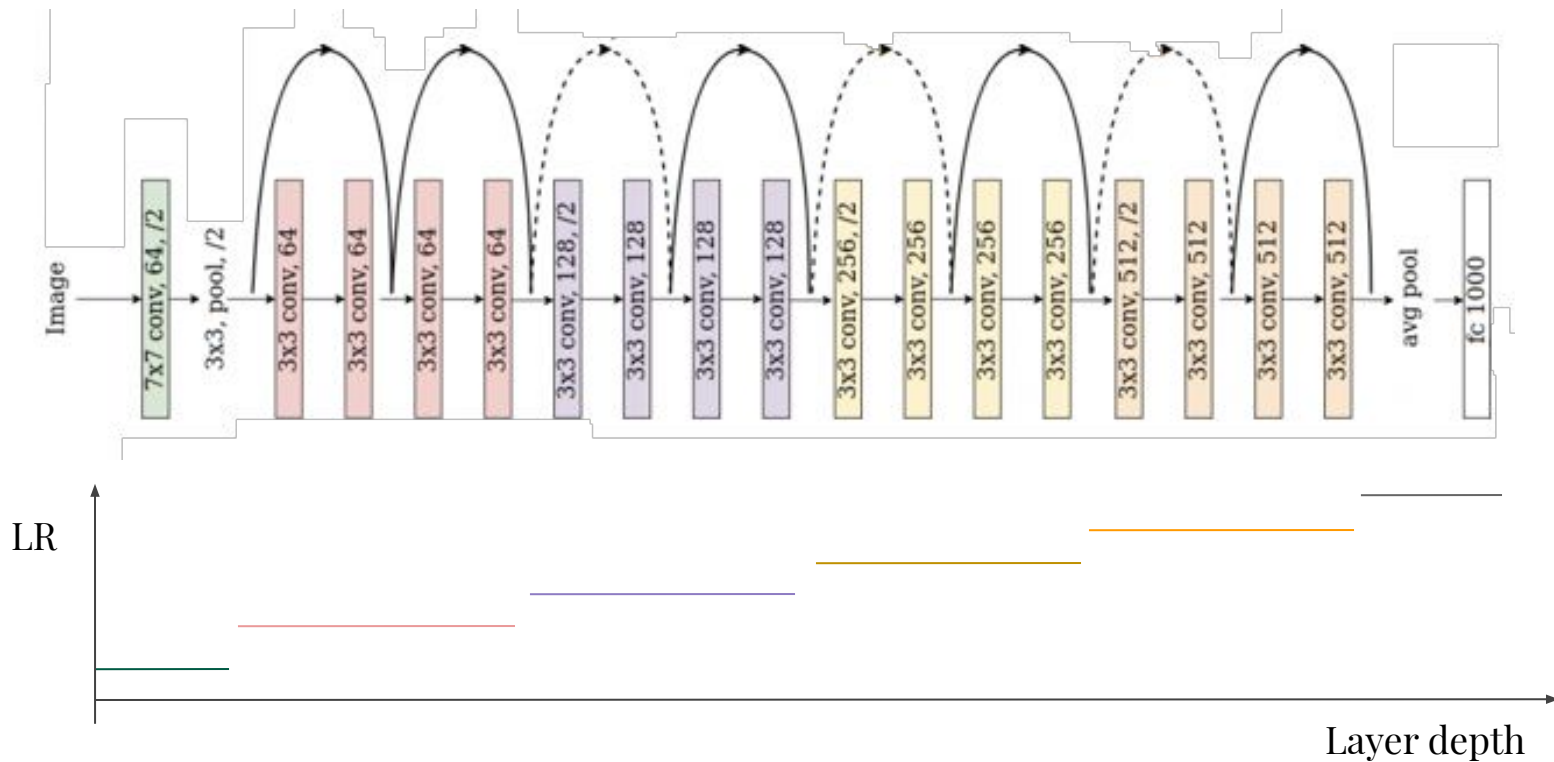 Image
7x7 conv, 64, /2
3x3, pool, /2
3x3 conv, 64
3x3 conv, 64
3x3 conv, 64
3x3 conv, 64
3x3 conv, 128, /2
3x3 conv, 128
3x3 conv, 128
3x3 conv, 128
3x3 conv, 256, /2
3x3 conv, 256
3x3 conv, 256
3x3 conv, 256
3x3 conv, 512, /2
3x3 conv, 512
3x3 conv, 512
3x3 conv, 512
avg pool
fc 1000
LR
Layer depth